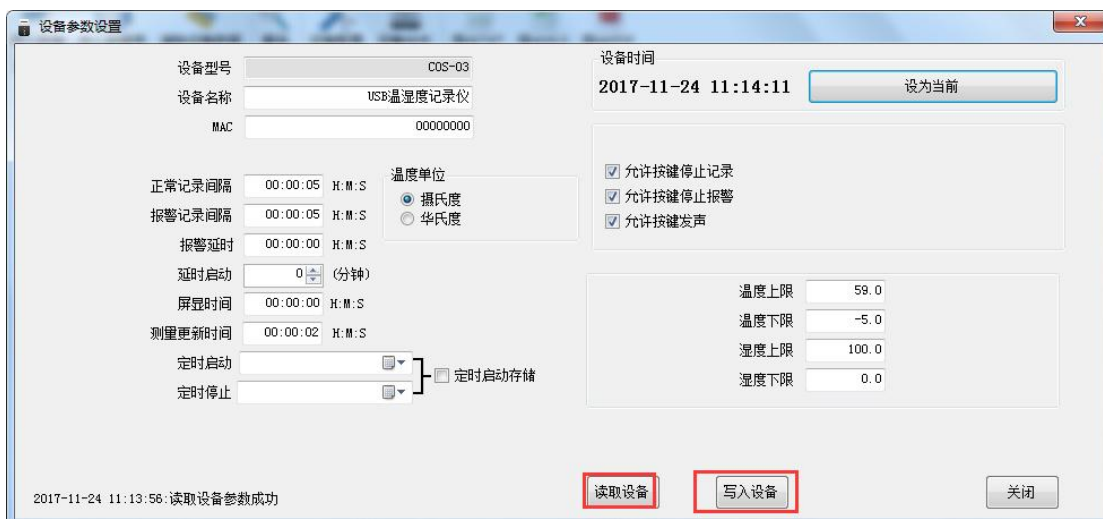 设备参数设置
设备型号 COS-03
设备名称 USB温湿度记录仪
MAC 00000000
设备时间
2017-11-24 11:14:11 设为当前
正常记录间隔 00:00:05 H:M:S
报警记录间隔 00:00:05 H:M:S
报警延时 00:00:00 H:M:S
延时启动 0 (分钟)
屏显时间 00:00:00 H:M:S
测量更新时间 00:00:02 H:M:S
定时启动
定时停止
定时启动存储
温度单位
摄氏度
华氏度
允许按键停止记录
允许按键停止报警
允许按键发声
温度上限 59.0
温度下限 -5.0
湿度上限 100.0
湿度下限 0.0
2017-11-24 11:13:56:读取设备参数成功
读取设备 写入设备 关闭